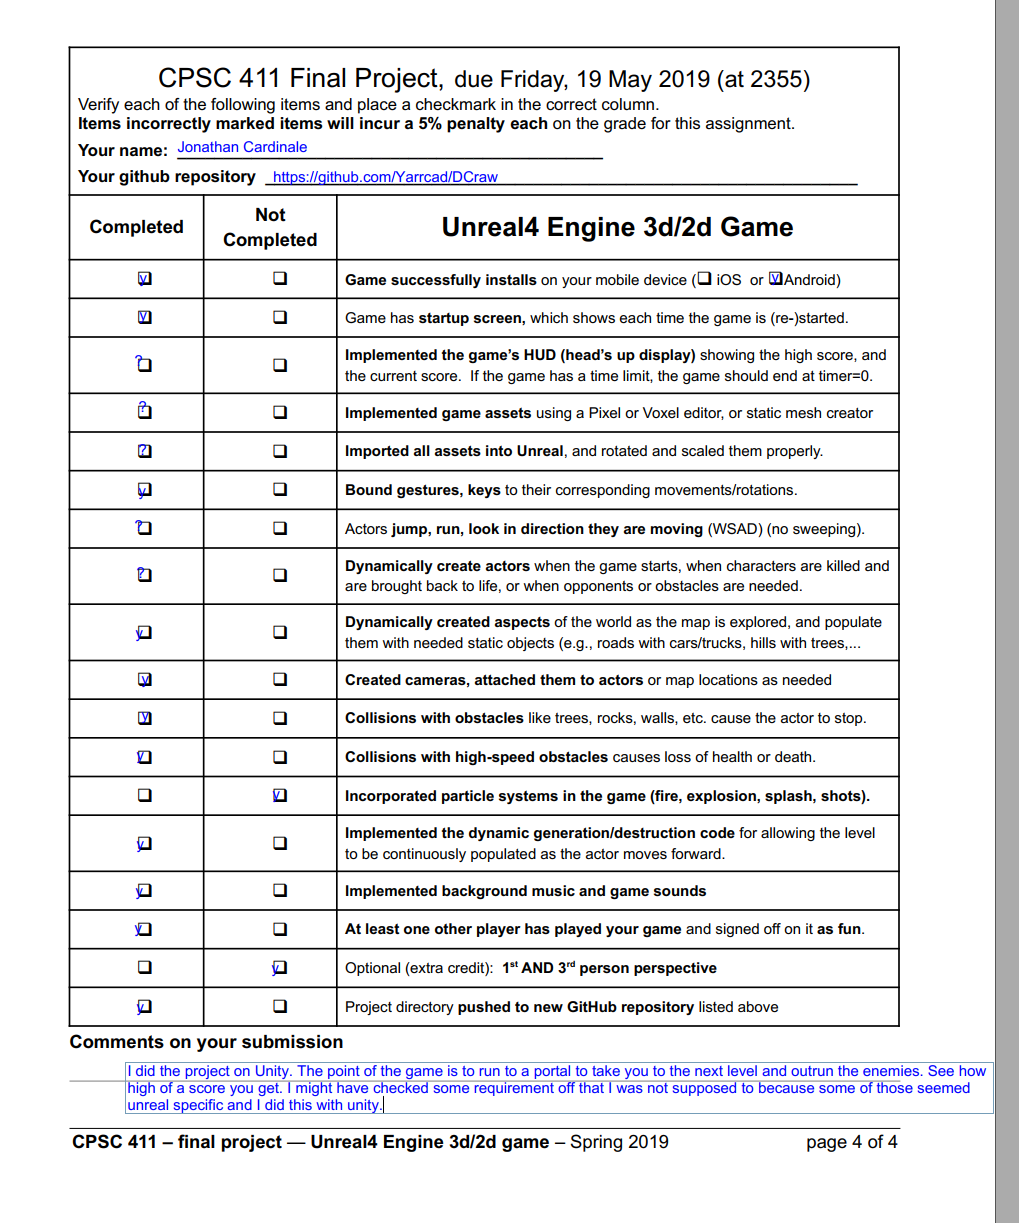 CPSC 411 Final Project, due Friday, 19 May 2019 (at 2355)
Verify each of the following items and place a checkmark in the correct column.
Items incorrectly marked items will incur a 5% penalty each on the grade for this assignment.
Your name: Jonathan Cardinale
Your github repository https://github.com/Yarrcad/DCraw
Completed
Not
Completed
Unreal4 Engine 3d/2d Game
y ❏ Game successfully installs on your mobile device (❏ iOS or y Android)
y ❏ Game has startup screen, which shows each time the game is (re-)started.
? ❏ Implemented the game's HUD (head's up display) showing the high score, and
the current score. If the game has a time limit, the game should end at timer=0.
? ❏ Implemented game assets using a Pixel or Voxel editor, or static mesh creator
? ❏ Imported all assets into Unreal, and rotated and scaled them properly.
y ❏ Bound gestures, keys to their corresponding movements/rotations.
? ❏ Actors jump, run, look in direction they are moving (WSAD) (no sweeping).
? ❏ Dynamically create actors when the game starts, when characters are killed and
are brought back to life, or when opponents or obstacles are needed.
y ❏ Dynamically created aspects of the world as the map is explored, and populate
them with needed static objects (e.g., roads with cars/trucks, hills with trees,...
y ❏ Created cameras, attached them to actors or map locations as needed
y ❏ Collisions with obstacles like trees, rocks, walls, etc. cause the actor to stop.
y ❏ Collisions with high-speed obstacles causes loss of health or death.
❏ y Incorporated particle systems in the game (fire, explosion, splash, shots).
y ❏ Implemented the dynamic generation/destruction code for allowing the level
to be continuously populated as the actor moves forward.
y ❏ Implemented background music and game sounds
y ❏ At least one other player has played your game and signed off on it as fun.
❏ y Optional (extra credit): 1st AND 3rd person perspective
y ❏ Project directory pushed to new GitHub repository listed above
Comments on your submission
I did the project on Unity. The point of the game is to run to a portal to take you to the next level and outrun the enemies. See how
high of a score you get. I might have checked some requirement off that I was not supposed to because some of those seemed
unreal specific and I did this with unity.
CPSC 411 – final project — Unreal4 Engine 3d/2d game – Spring 2019 page 4 of 4